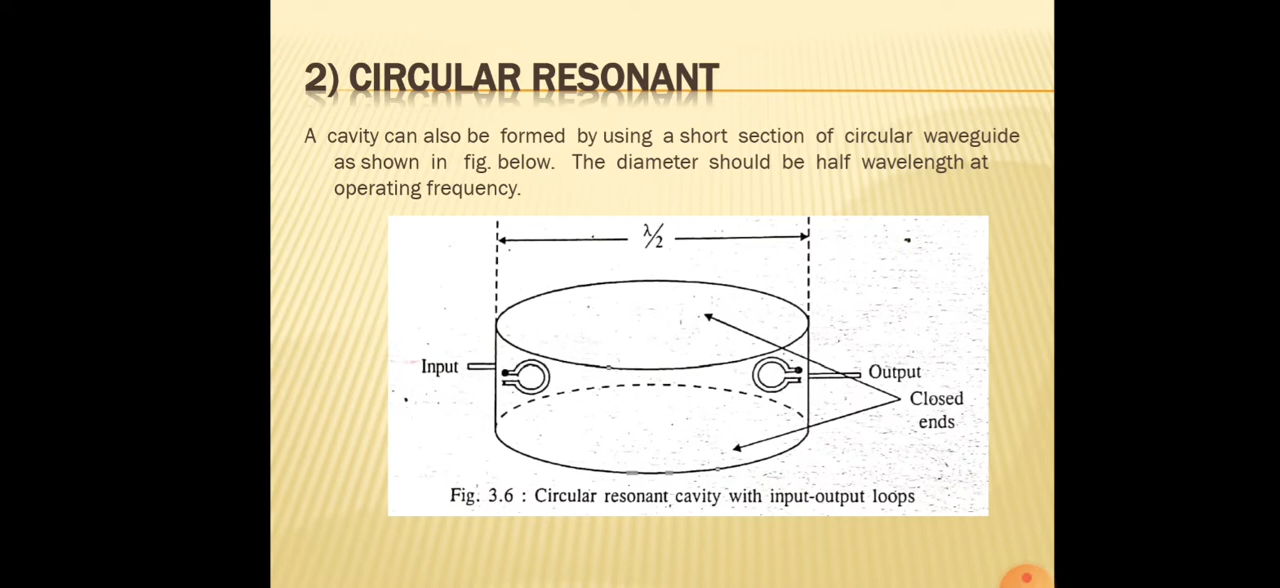 2) CIRCULAR RESONANT
A cavity can also be formed by using a short section of circular waveguide
as shown in fig. below. The diameter should be half wavelength at
operating frequency.
λ/2
Input
Output
Closed
ends
Fig. 3.6 : Circular resonant cavity with input-output loops